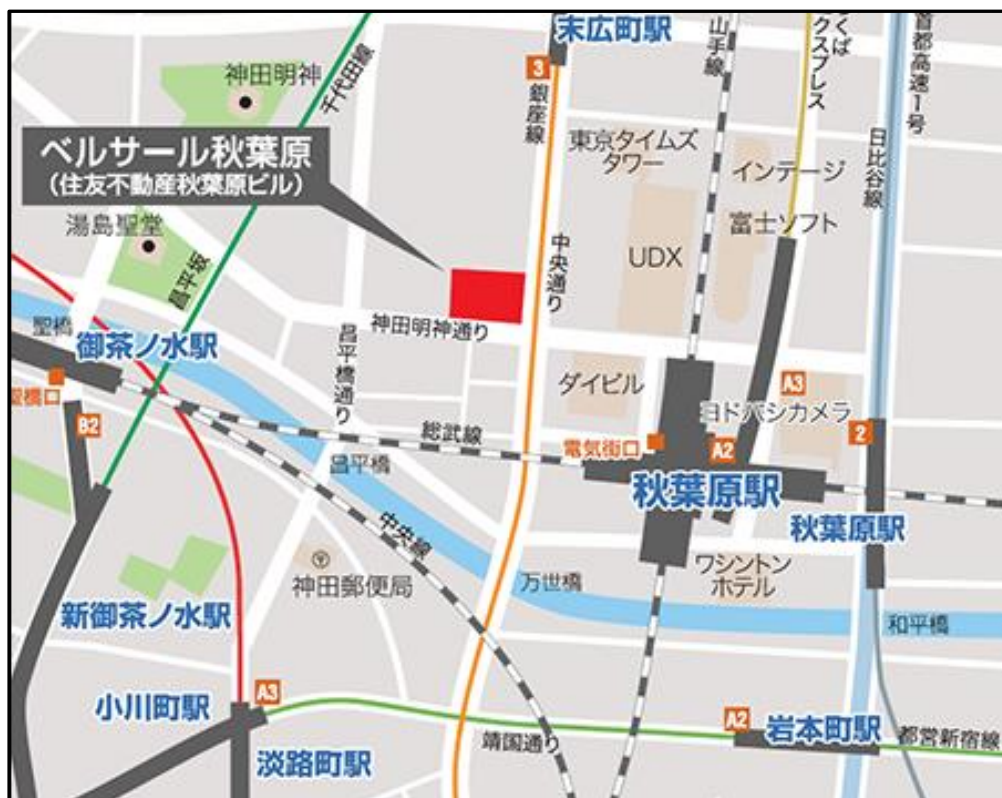 末広町駅
山手線
つくば
エクスプレス
首都高速1号
神田明神
千代田線
3
銀座線
東京タイムズ
タワー
インテージ
日比谷線
ベルサール秋葉原
(住友不動産秋葉原ビル)
湯島聖堂
富士ソフト
中央通り
UDX
昌平坂
神田明神通り
聖橋
御茶ノ水駅
昌平橋通り
ダイビル
A3
ヨドバシカメラ
聖橋口
B2
総武線
電気街口
A2
2
昌平橋
秋葉原駅
秋葉原駅
中央線
神田郵便局
万世橋
ワシントン
ホテル
新御茶ノ水駅
和平橋
小川町駅
A3
A2
岩本町駅
都営新宿線
靖国通り
淡路町駅